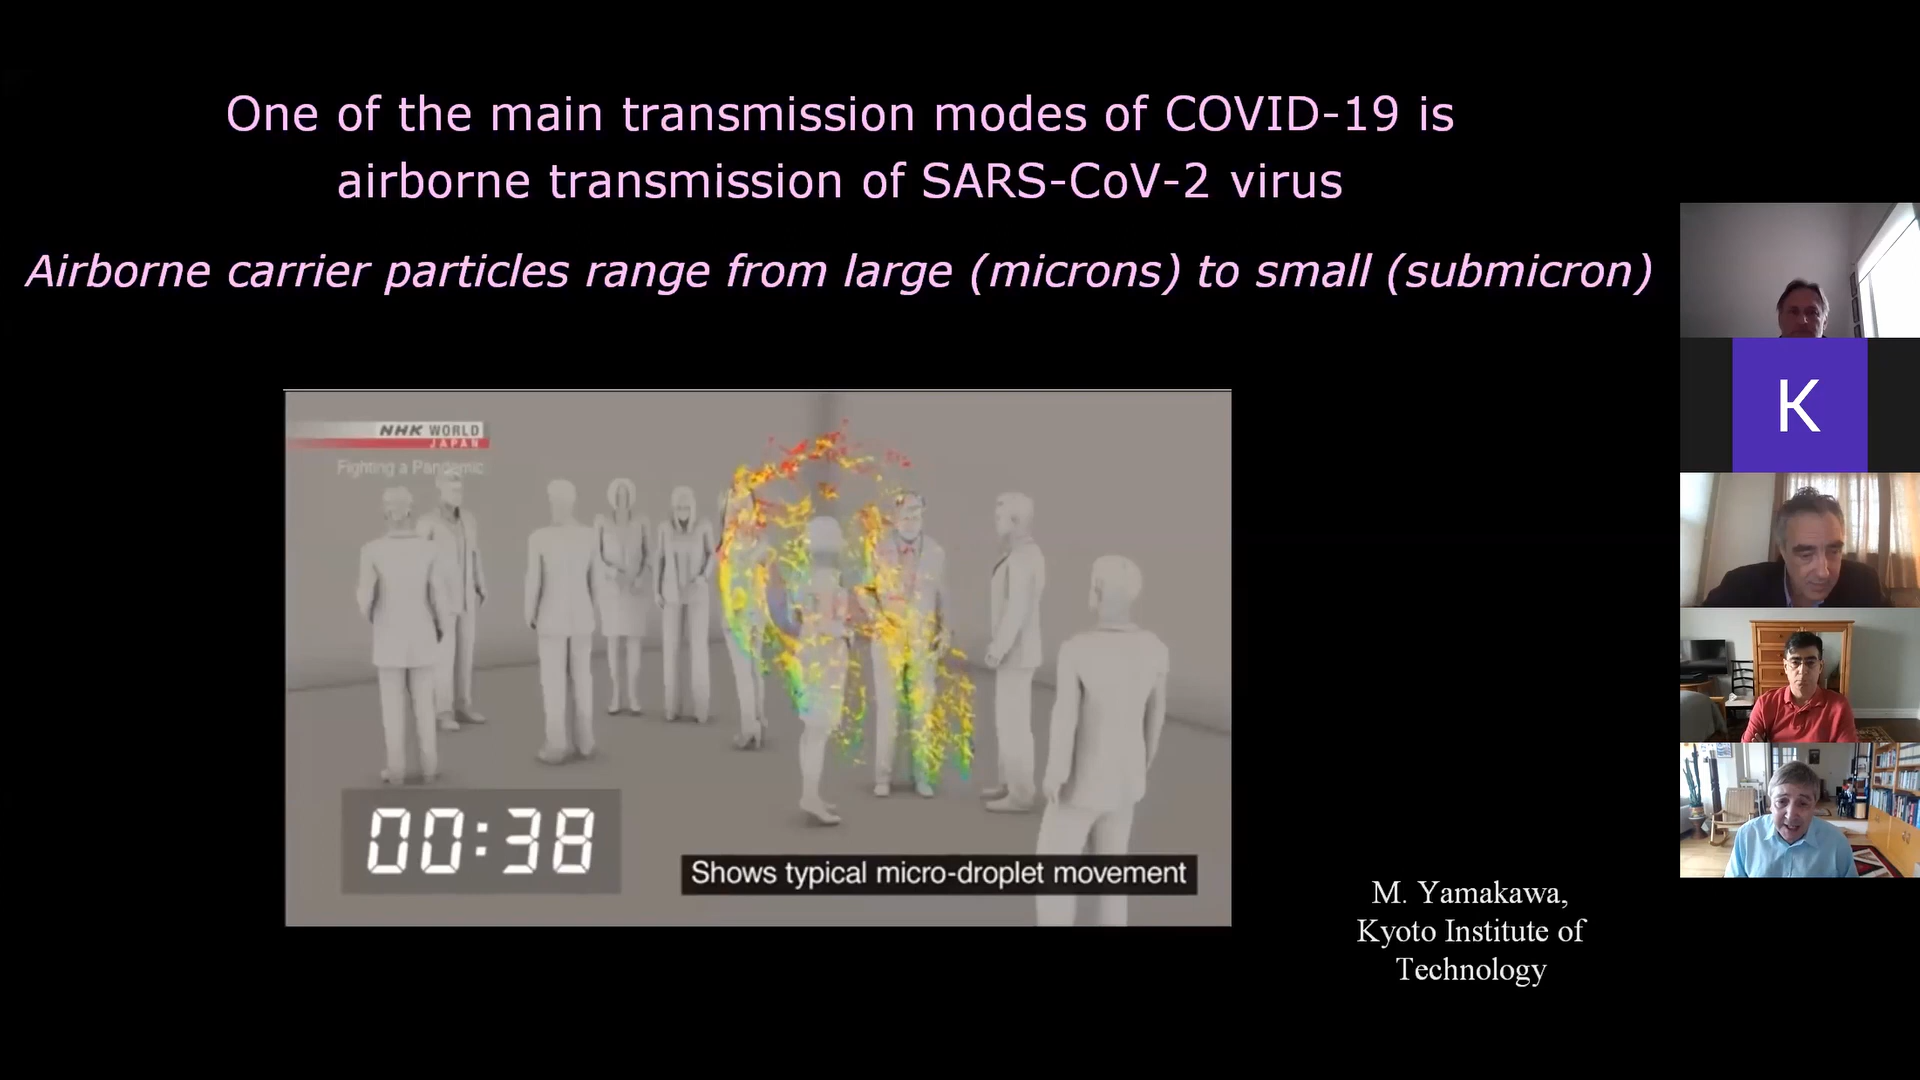 One of the main transmission modes of COVID-19 is
airborne transmission of SARS-CoV-2 virus
Airborne carrier particles range from large (microns) to small (submicron)
NHK WORLD
JAPAN
Fighting a Pandemic
K
00:38
Shows typical micro-droplet movement
M. Yamakawa,
Kyoto Institute of
Technology